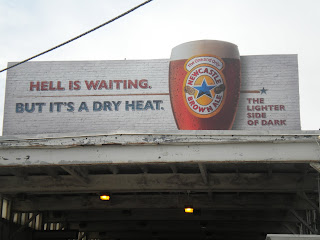 HELL IS WAITING.
BUT IT'S A DRY HEAT.
NEWCASTLE
BROWN ALE
THE
LIGHTER
SIDE
OF DARK